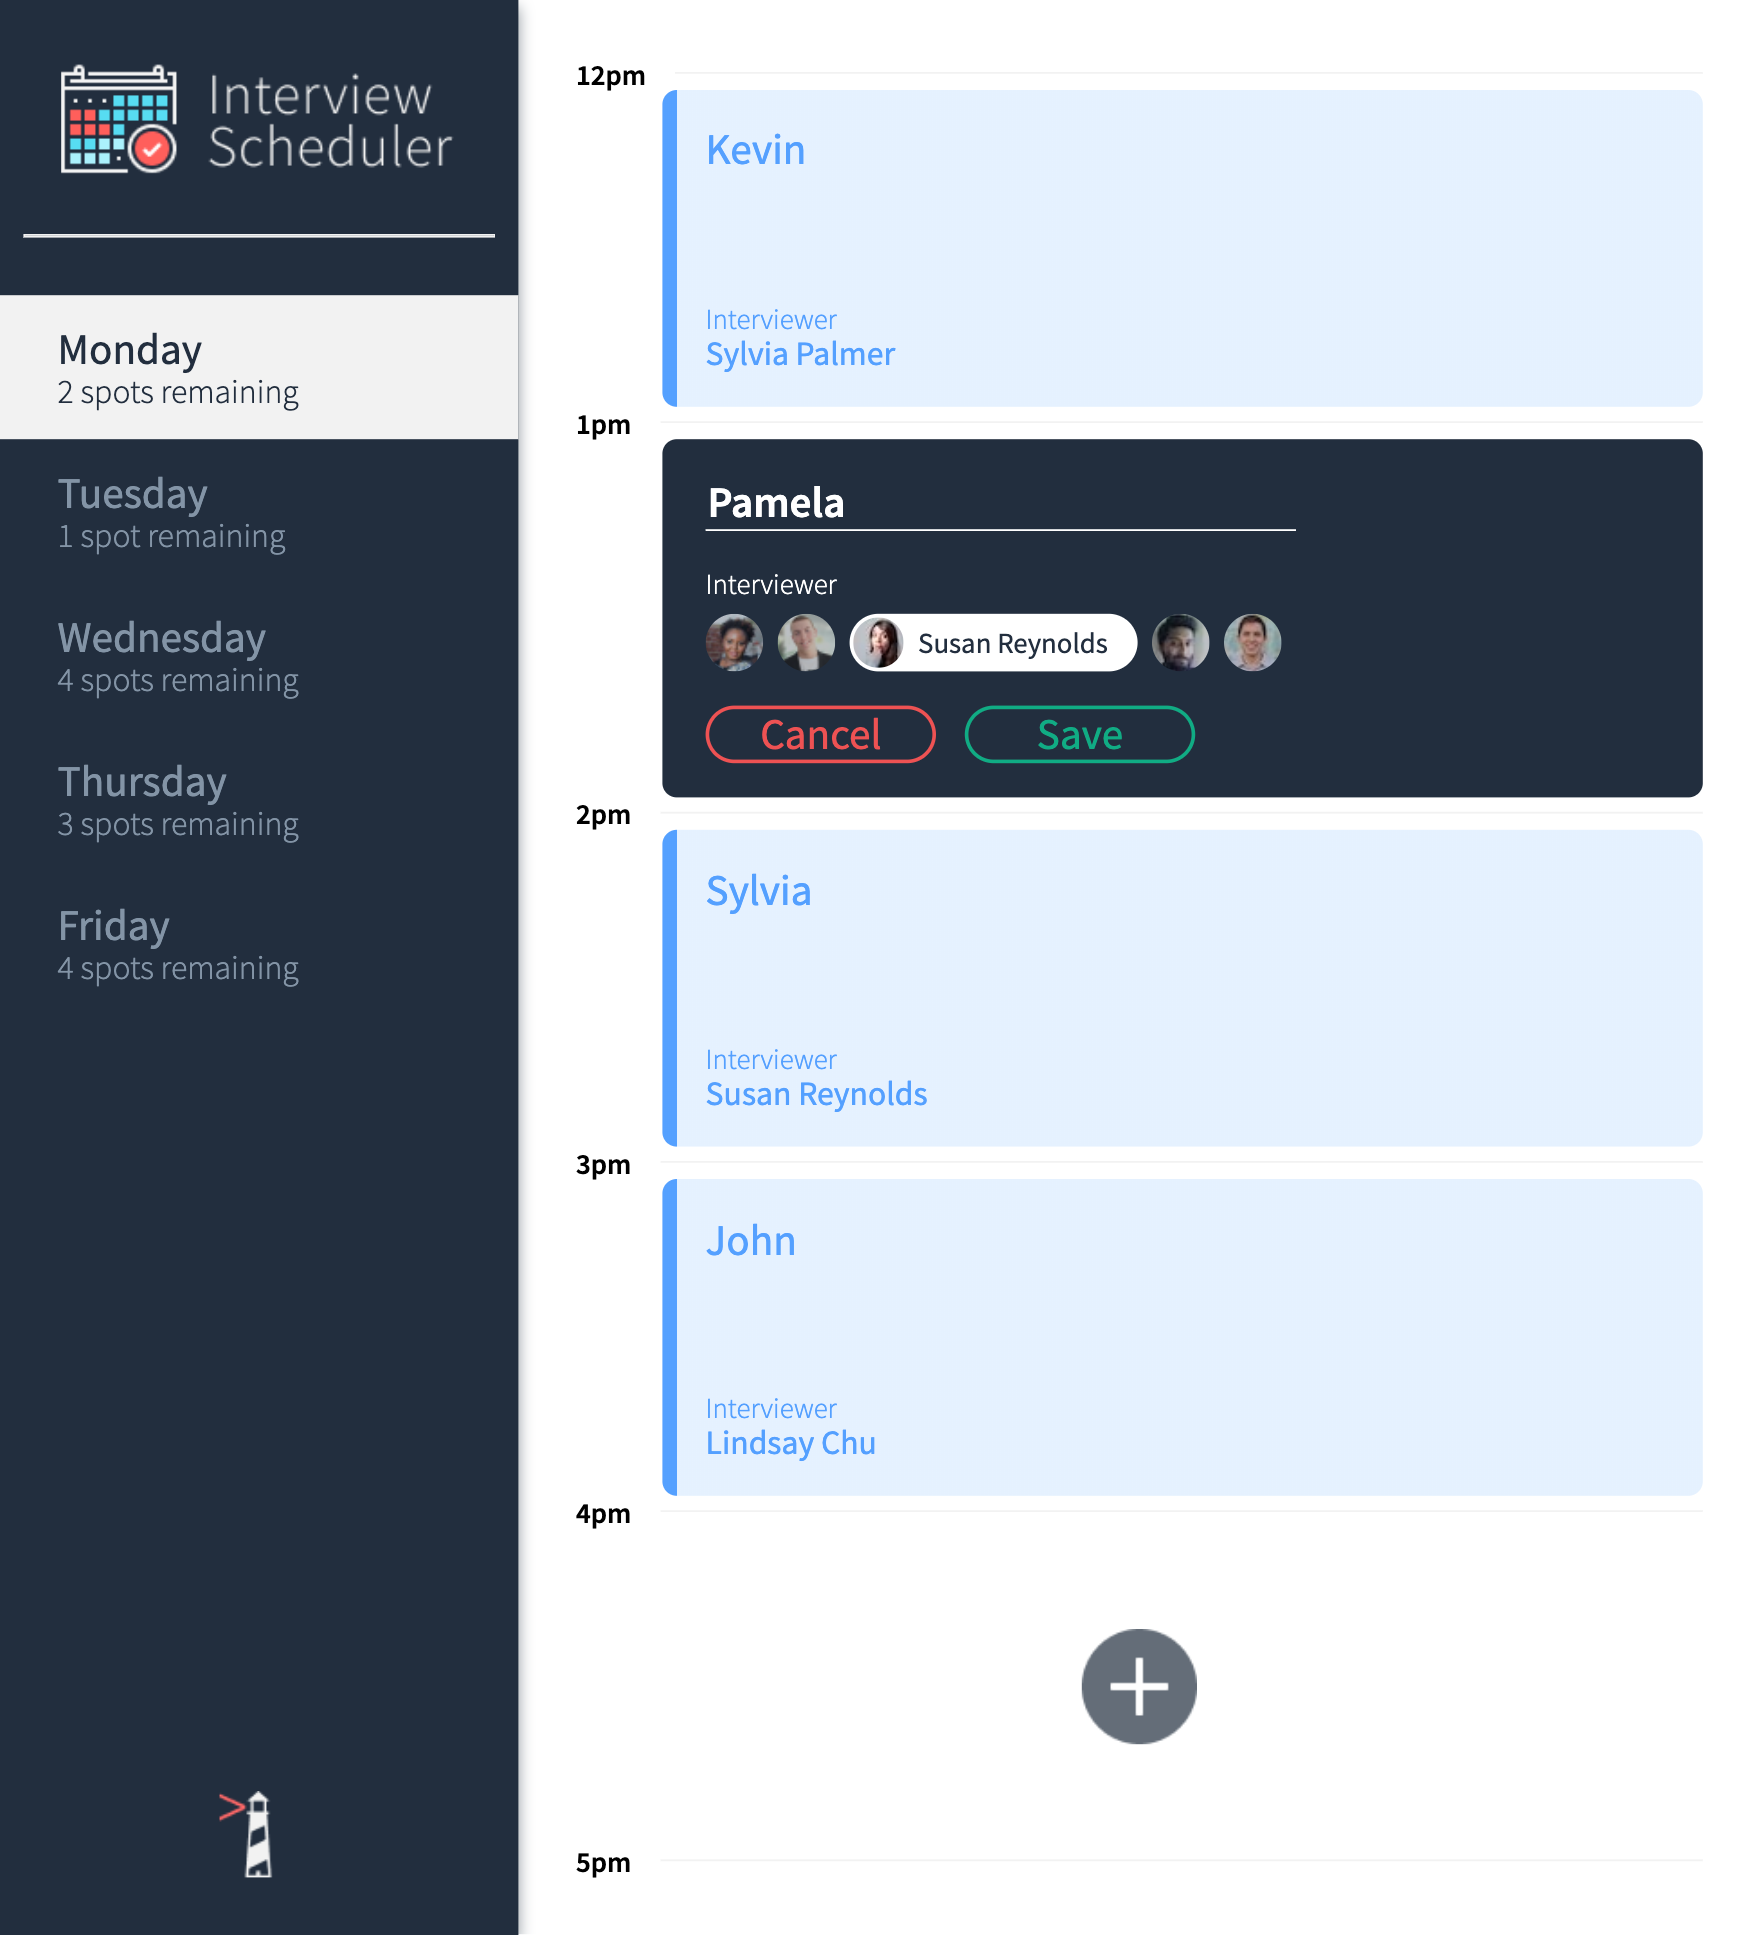 Interview
Scheduler
Monday
2 spots remaining
Tuesday
1 spot remaining
Wednesday
4 spots remaining
Thursday
3 spots remaining
Friday
4 spots remaining
12pm
Kevin
Interviewer
Sylvia Palmer
1pm
Pamela
Interviewer
Susan Reynolds
Cancel
Save
2pm
Sylvia
Interviewer
Susan Reynolds
3pm
John
Interviewer
Lindsay Chu
4pm
5pm